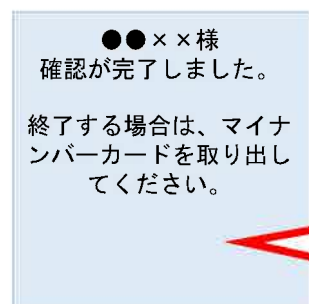 ●●××様
確認が完了しました。
終了する場合は、マイナ
ンバーカードを取り出し
てください。